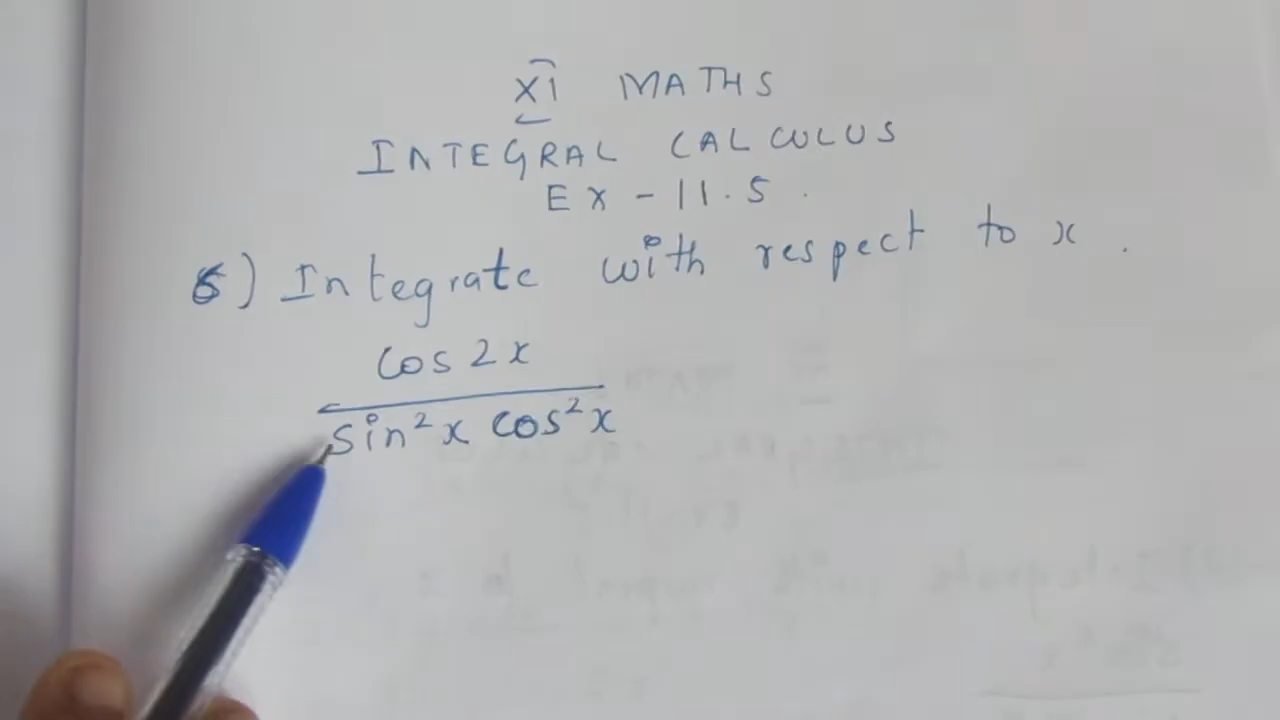 XI MATHS
INTEGRAL CALCULUS
EX - 11.5.
5) Integrate with respect to x.
cos 2x
sin²x cos²x